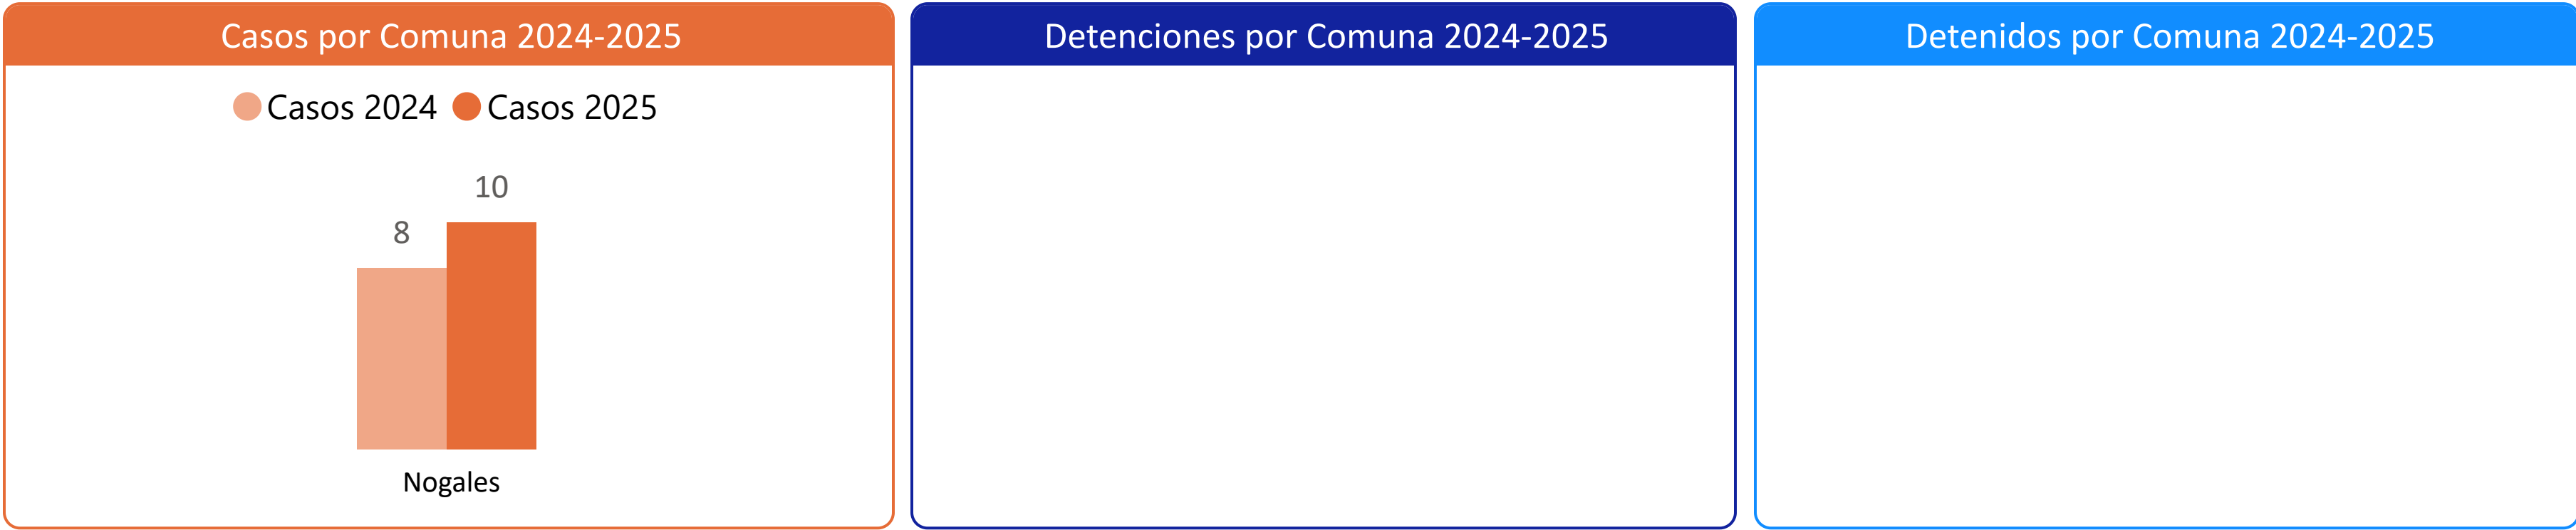 Casos por Comuna 2024-2025
Casos 2024 Casos 2025
10
8
Nogales
Detenciones por Comuna 2024-2025
Detenidos por Comuna 2024-2025